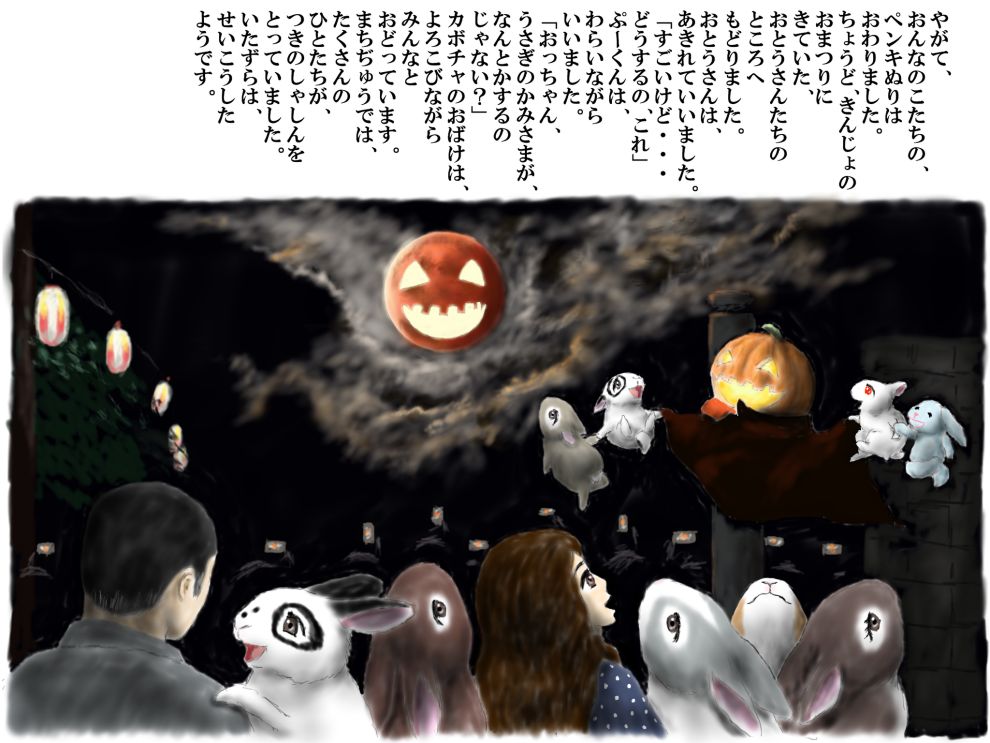 やがて、
おんなのこたちの、
ペンキぬりは
おわりました。
ちょうど、きんじょの
おまつりに
きていた、
おとうさんたちの
ところへ
もどりました。
おとうさんは、
あきれていいました。
「すごいけど・・・
どうするの、これ」
ぷーくんは、
わらいながら
いいました。
「おっちゃん、
うさぎのかみさまが、
なんとかするの
じゃない?」
カボチャのおばけは、
よろこびながら
みんなと
おどっています。
まちぢゅうでは、
たくさんの
ひとたちが、
つきのしゃしんを
とっていました。
いたずらは、
せいこうした
ようです。